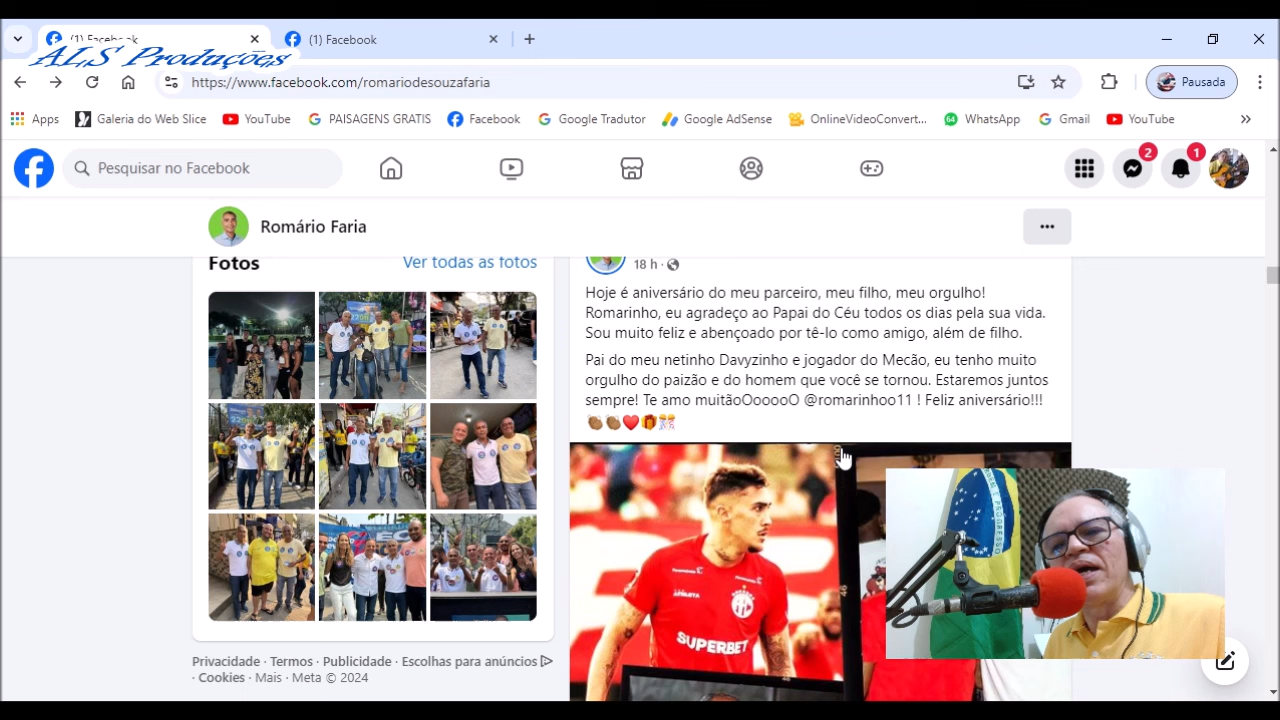 (1) Facebook
(1) Facebook
ALS Produções
https://www.facebook.com/romariodesouzafaria
Pausada
Apps
Galeria do Web Slice
YouTube
PAISAGENS GRATIS
Facebook
Google Tradutor
Google AdSense
OnlineVideoConvert...
64
WhatsApp
Gmail
YouTube
Pesquisar no Facebook
2
1
Romário Faria
Fotos
Ver todas as fotos
18 h ·
Hoje é aniversário do meu parceiro, meu filho, meu orgulho!
Romarinho, eu agradeço ao Papai do Céu todos os dias pela sua vida.
Sou muito feliz e abençoado por tê-lo como amigo, além de filho.
Pai do meu netinho Davyzinho e jogador do Mecão, eu tenho muito
orgulho do paizão e do homem que você se tornou. Estaremos juntos
sempre! Te amo muitãoOooooO @romarinhoo11 ! Feliz aniversário!!!
SUPERBET
Privacidade · Termos · Publicidade · Escolhas para anúncios
· Cookies · Mais · Meta © 2024